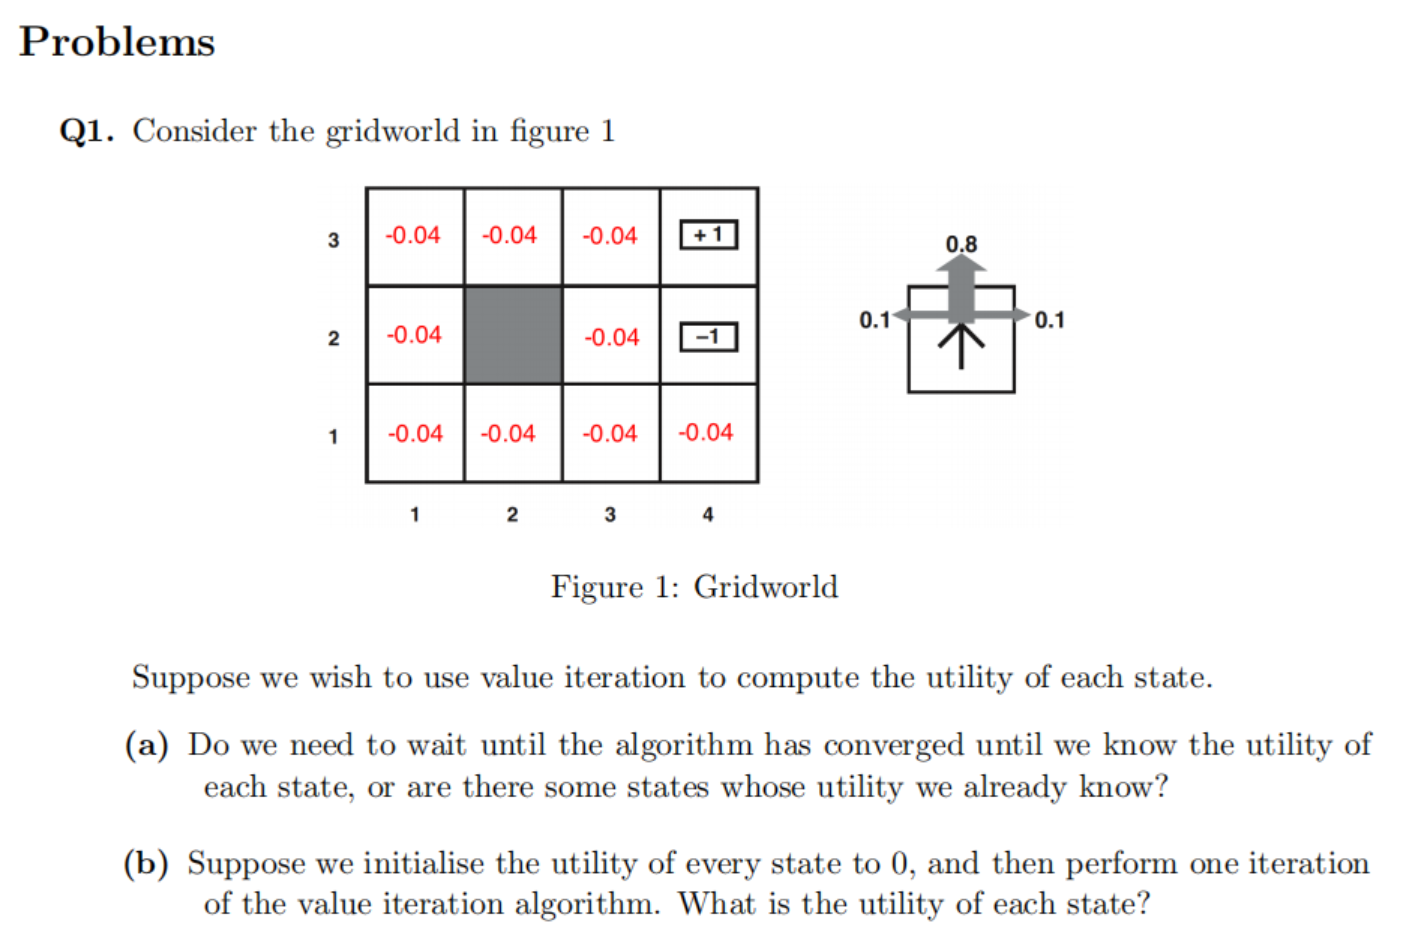 Problems
Q1. Consider the gridworld in figure 1
3 -0.04 -0.04 -0.04 +1
2 -0.04 -0.04 −1
1 -0.04 -0.04 -0.04 -0.04
1 2 3 4
0.8
0.1 0.1
Figure 1: Gridworld
Suppose we wish to use value iteration to compute the utility of each state.
(a) Do we need to wait until the algorithm has converged until we know the utility of
each state, or are there some states whose utility we already know?
(b) Suppose we initialise the utility of every state to 0, and then perform one iteration
of the value iteration algorithm. What is the utility of each state?